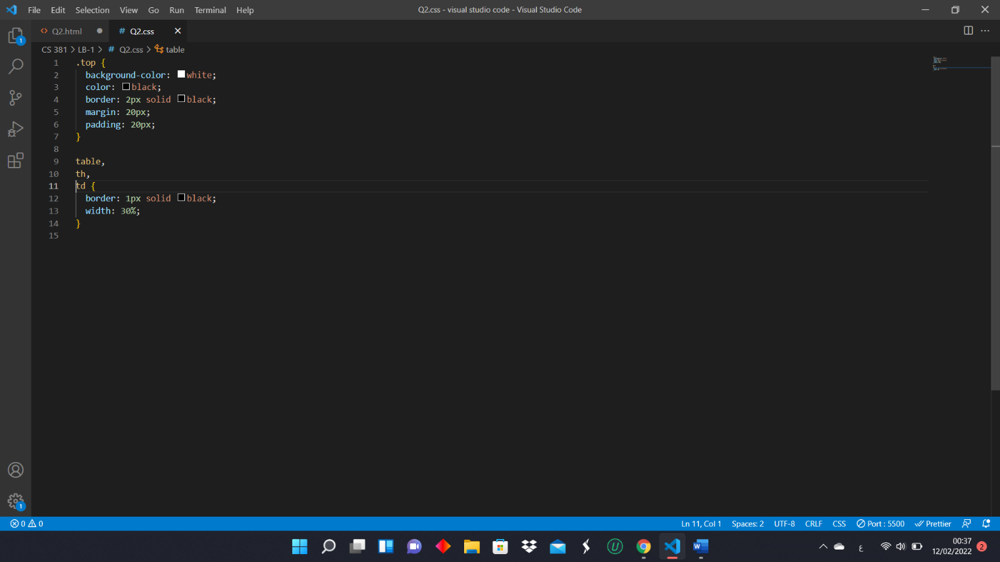 File Edit Selection View Go Run Terminal Help
Q2.css - visual studio code - Visual Studio Code
Q2.html
# Q2.css
CS 381 > LB-1 > # Q2.css > table
1 .top {
2 background-color: white;
3 color: black;
4 border: 2px solid black;
5 margin: 20px;
6 padding: 20px;
7 }
8
9 table,
10 th,
11 td {
12 border: 1px solid black;
13 width: 30%;
14 }
15
1
1
0 0
Ln 11, Col 1 Spaces: 2 UTF-8 CRLF CSS Port : 5500 Prettier
ع
00:37
12/02/2022
2